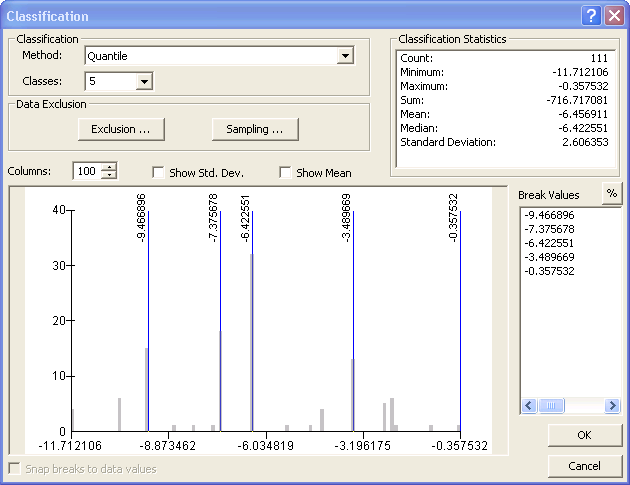 Classification
Classification
Method: Quantile
Classes: 5
Data Exclusion
Exclusion ...
Sampling ...
Classification Statistics
Count: 111
Minimum: -11.712106
Maximum: -0.357532
Sum: -716.717081
Mean: -6.456911
Median: -6.422551
Standard Deviation: 2.606353
Columns: 100
Show Std. Dev.
Show Mean
Break Values
%
-9.466896
-7.375678
-6.422551
-3.489669
-0.357532
-9.466896
-7.375678
-6.422551
-3.489669
-0.357532
40
30
20
10
0
-11.712106
-8.873462
-6.034819
-3.196175
-0.357532
Snap breaks to data values
OK
Cancel